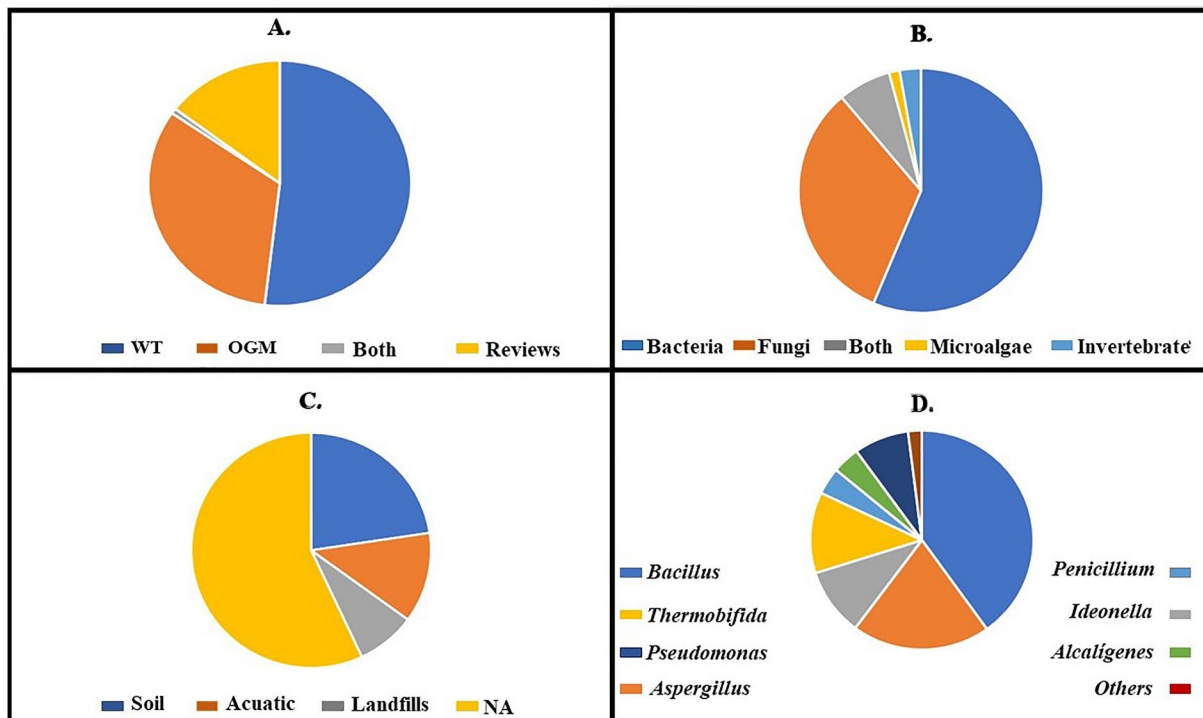 A.
WT OGM Both Reviews
B.
Bacteria Fungi Both Microalgae Invertebrate
C.
Soil Acuatic Landfills NA
D.
Bacillus Penicillium
Thermobifida Ideonella
Pseudomonas Alcalígenes
Aspergillus Others